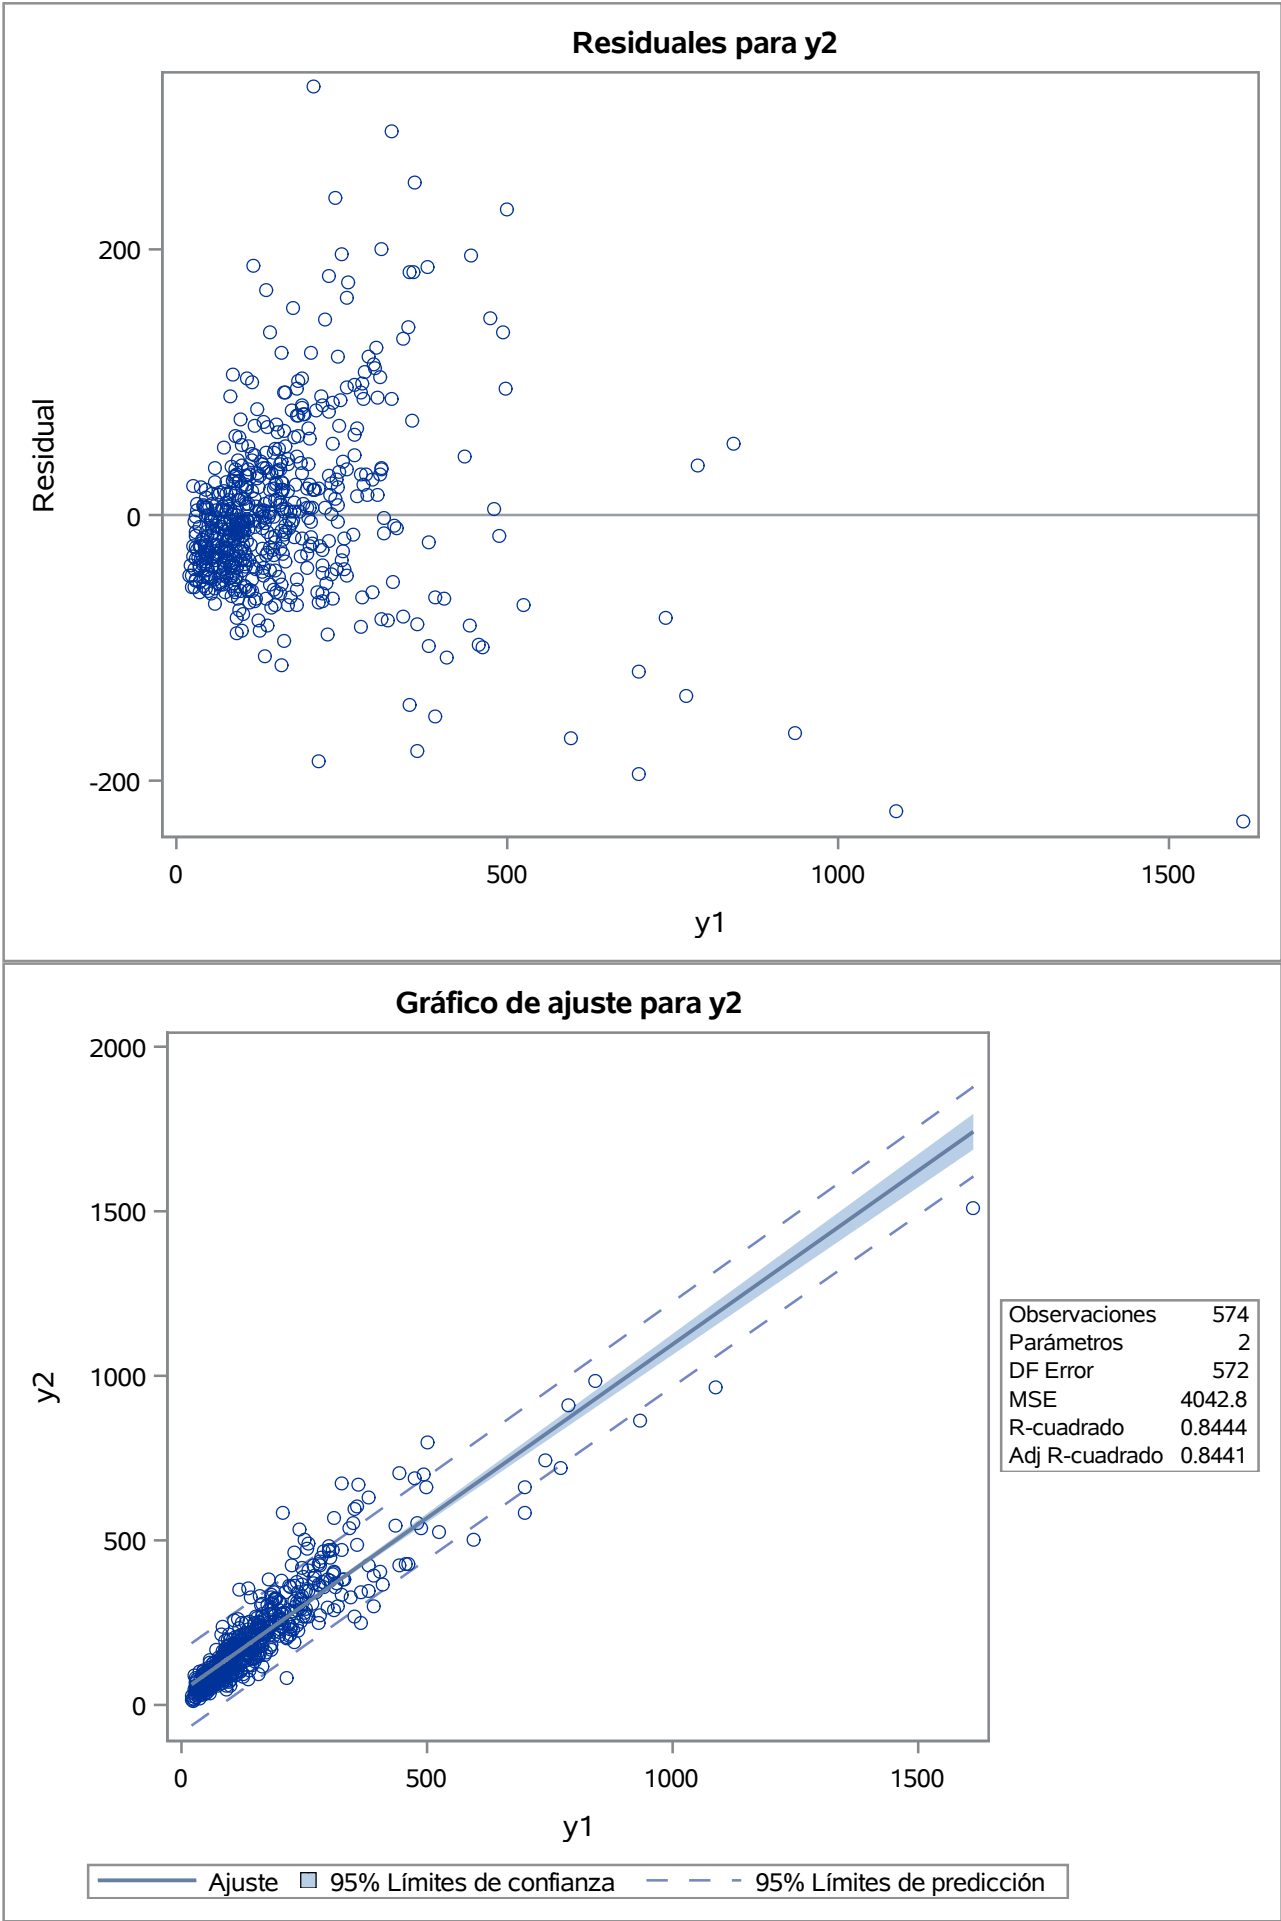 Residuales para y2
200
0
-200
Residual
0 500 1000 1500
y1
Gráfico de ajuste para y2
2000
1500
1000
500
0
y2
0 500 1000 1500
y1
Observaciones 574
Parámetros 2
DF Error 572
MSE 4042.8
R-cuadrado 0.8444
Adj R-cuadrado 0.8441
Ajuste 95% Límites de confianza 95% Límites de predicción